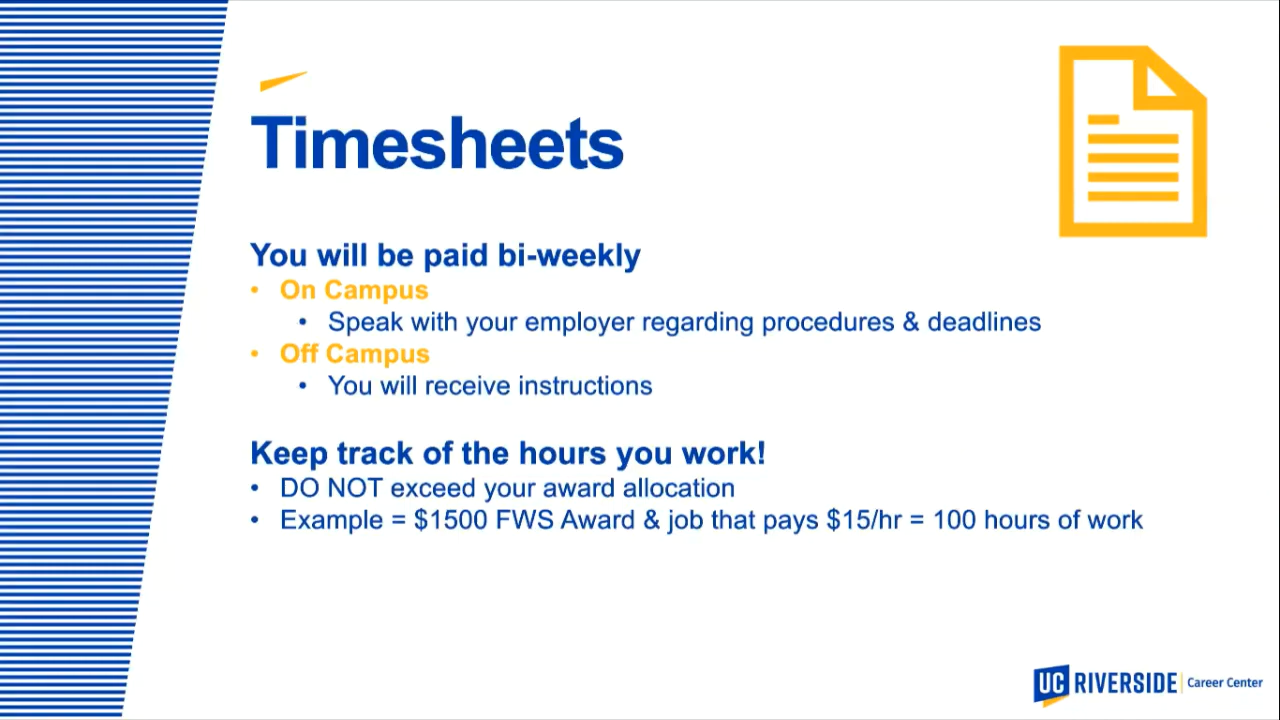 Timesheets
You will be paid bi-weekly
• On Campus
• Speak with your employer regarding procedures & deadlines
• Off Campus
• You will receive instructions
Keep track of the hours you work!
• DO NOT exceed your award allocation
• Example = $1500 FWS Award & job that pays $15/hr = 100 hours of work
UC RIVERSIDE | Career Center